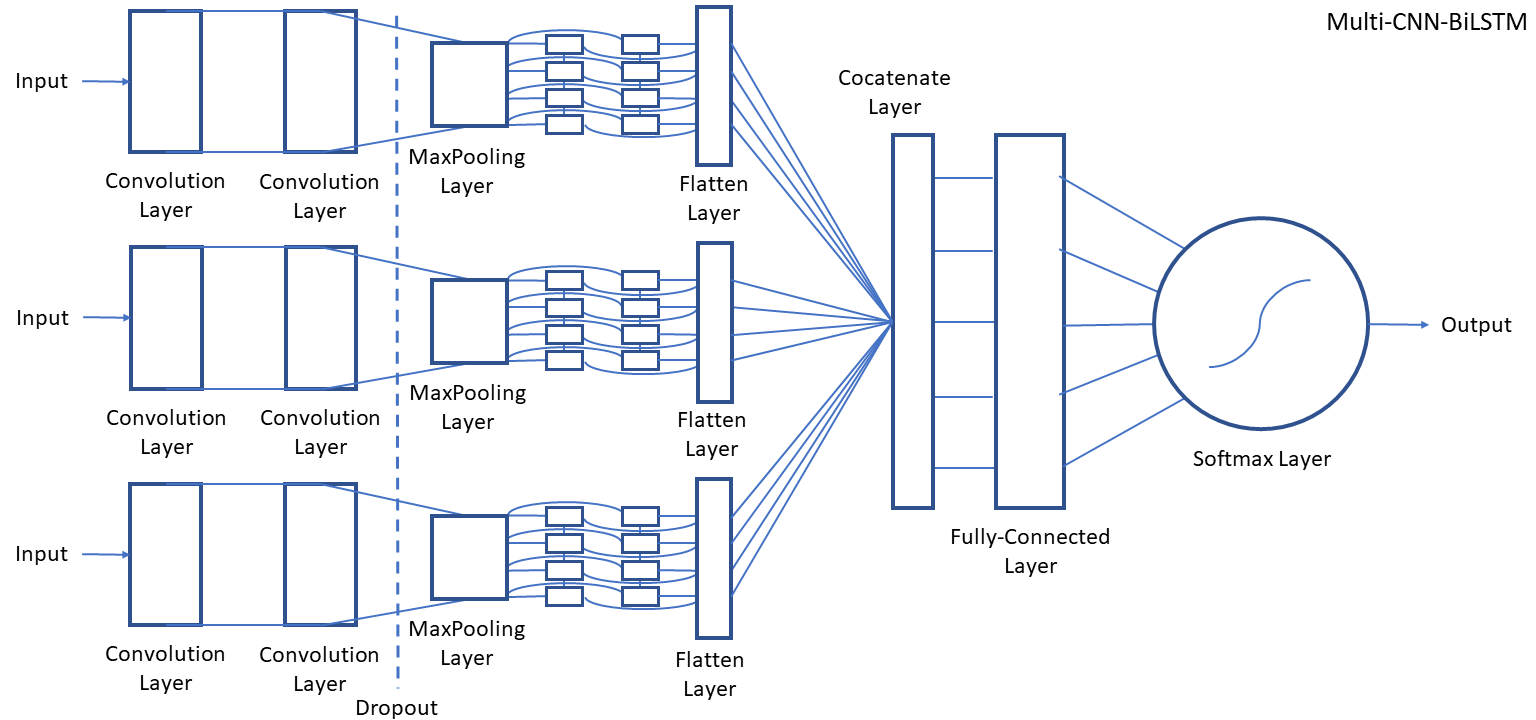 Multi-CNN-BiLSTM
Input
Convolution
Layer
Convolution
Layer
MaxPooling
Layer
Flatten
Layer
Input
Convolution
Layer
Convolution
Layer
MaxPooling
Layer
Flatten
Layer
Input
Convolution
Layer
Convolution
Layer
MaxPooling
Layer
Flatten
Layer
Dropout
Cocatenate
Layer
Fully-Connected
Layer
Softmax Layer
Output